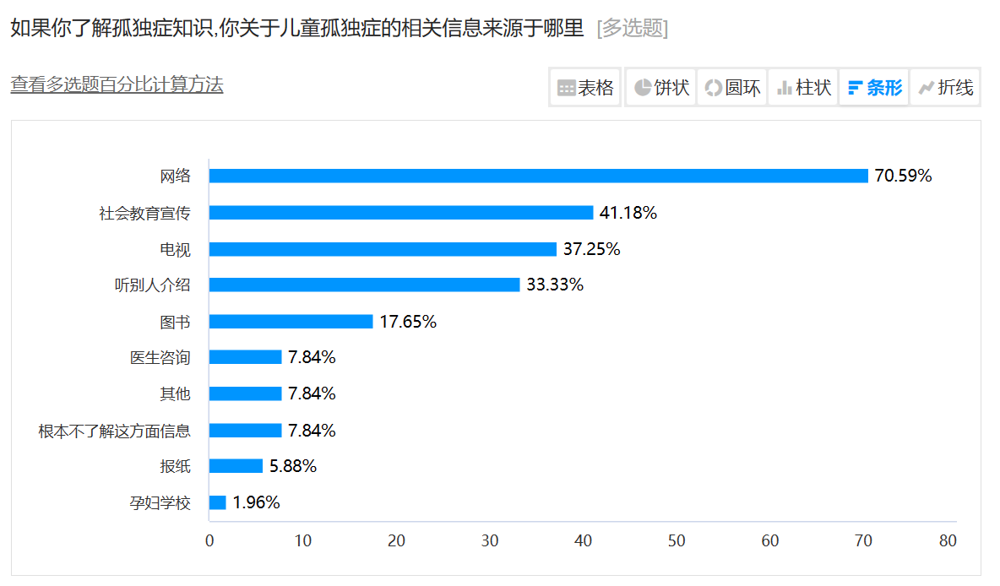 如果你了解孤独症知识,你关于儿童孤独症的相关信息来源于哪里 [多选题]
查看多选题百分比计算方法
表格 饼状 圆环 柱状 条形 折线
网络 70.59%
社会教育宣传 41.18%
电视 37.25%
听别人介绍 33.33%
图书 17.65%
医生咨询 7.84%
其他 7.84%
根本不了解这方面信息 7.84%
报纸 5.88%
孕妇学校 1.96%
0 10 20 30 40 50 60 70 80